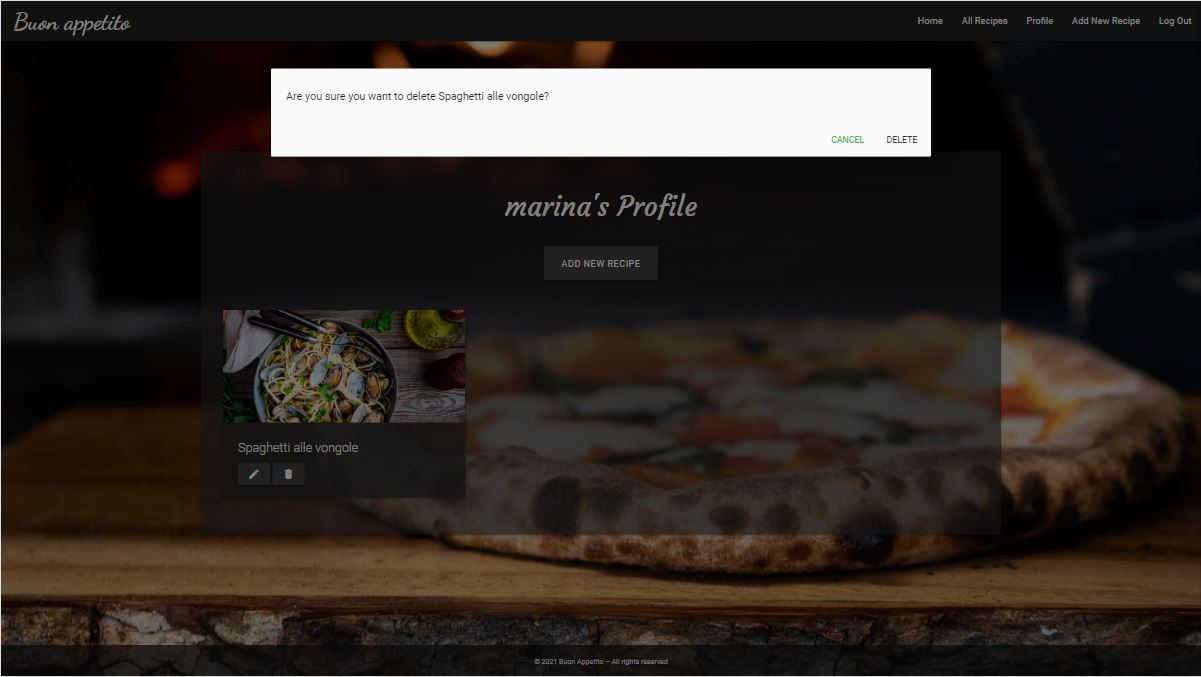 Buon appetito
Home All Recipes Profile Add New Recipe Log Out
Are you sure you want to delete Spaghetti alle vongole?
CANCEL DELETE
marina's Profile
ADD NEW RECIPE
Spaghetti alle vongole
© 2021 Buon Appetito – All rights reserved